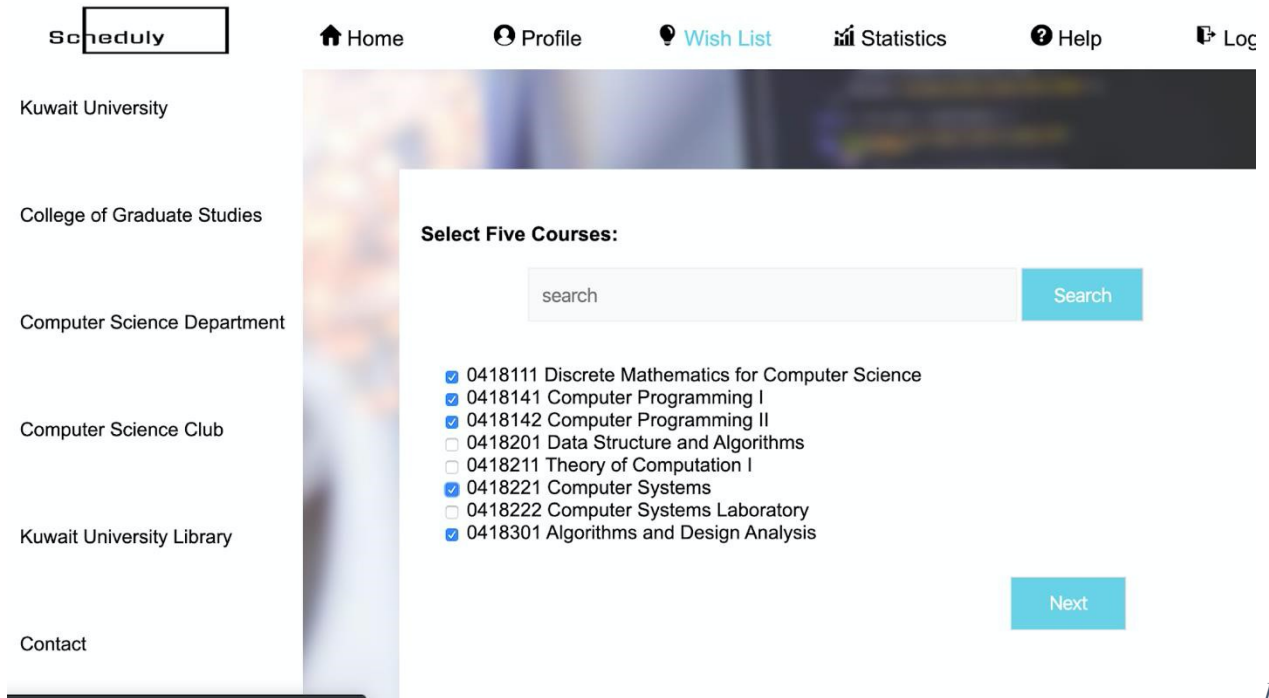 Scheduly
Home
Profile
Wish List
Statistics
Help
Log
Kuwait University
College of Graduate Studies
Computer Science Department
Computer Science Club
Kuwait University Library
Contact
Select Five Courses:
search
Search
0418111 Discrete Mathematics for Computer Science
0418141 Computer Programming I
0418142 Computer Programming II
0418201 Data Structure and Algorithms
0418211 Theory of Computation I
0418221 Computer Systems
0418222 Computer Systems Laboratory
0418301 Algorithms and Design Analysis
Next